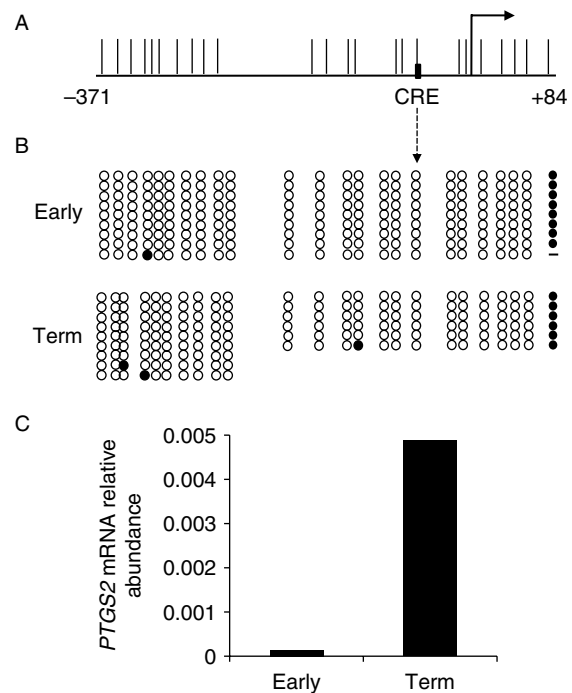 A
–371
CRE
+84
B
Early
Term
C
PTGS2 mRNA relative
abundance
0.005
0.004
0.003
0.002
0.001
0
Early
Term